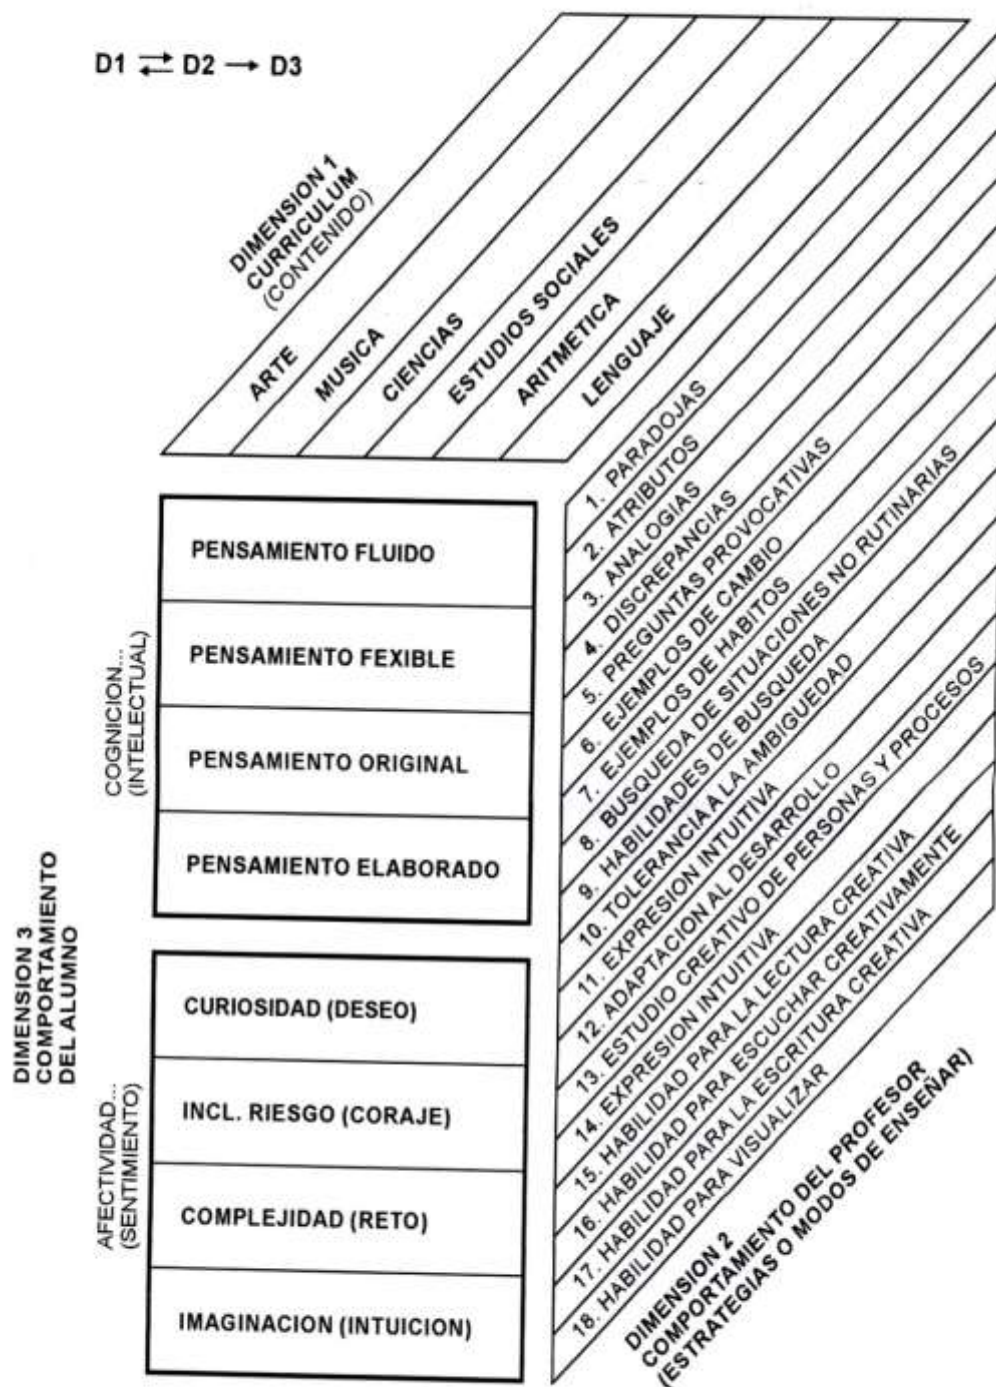 D1 ⇄ D2 → D3
DIMENSION 1
CURRICULUM
(CONTENIDO)
ARTE
MUSICA
CIENCIAS
ESTUDIOS SOCIALES
ARITMETICA
LENGUAJE
1. PARADOJAS
2. ATRIBUTOS
3. ANALOGIAS
4. DISCREPANCIAS
5. PREGUNTAS PROVOCATIVAS
6. EJEMPLOS DE CAMBIO
7. EJEMPLOS DE HABITOS
8. BUSQUEDA DE SITUACIONES NO RUTINARIAS
9. HABILIDADES DE BUSQUEDA
10. TOLERANCIA A LA AMBIGUEDAD
11. EXPRESION INTUITIVA
12. ADAPTACION AL DESARROLLO
13. ESTUDIO CREATIVO DE PERSONAS Y PROCESOS
14. EXPRESION INTUITIVA
15. HABILIDAD PARA LA LECTURA CREATIVA
16. HABILIDAD PARA ESCUCHAR CREATIVAMENTE
17. HABILIDAD PARA LA ESCRITURA CREATIVA
18. HABILIDAD PARA VISUALIZAR
DIMENSION 2
COMPORTAMIENTO DEL PROFESOR
(ESTRATEGIAS O MODOS DE ENSEÑAR)
DIMENSION 3
COMPORTAMIENTO
DEL ALUMNO
COGNICION...
(INTELECTUAL)
PENSAMIENTO FLUIDO
PENSAMIENTO FEXIBLE
PENSAMIENTO ORIGINAL
PENSAMIENTO ELABORADO
AFECTIVIDAD...
(SENTIMIENTO)
CURIOSIDAD (DESEO)
INCL. RIESGO (CORAJE)
COMPLEJIDAD (RETO)
IMAGINACION (INTUICION)